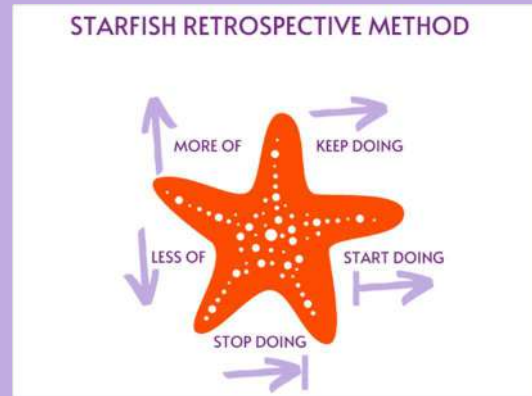 STARFISH RETROSPECTIVE METHOD
MORE OF
KEEP DOING
LESS OF
START DOING
STOP DOING